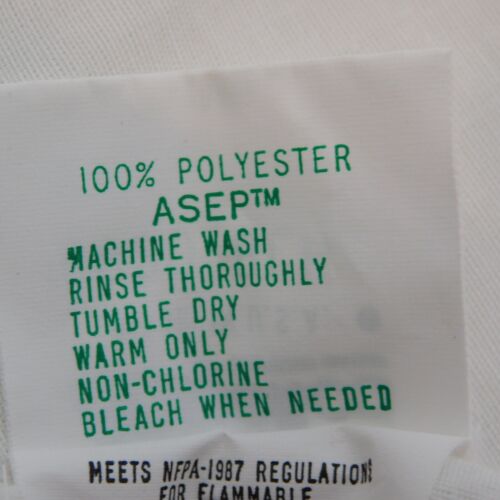 100% POLYESTER
ASEP™
MACHINE WASH
RINSE THOROUGHLY
TUMBLE DRY
WARM ONLY
NON-CHLORINE
BLEACH WHEN NEEDED
MEETS NFPA-1987 REGULATIONS
FOR FLAMMABLE